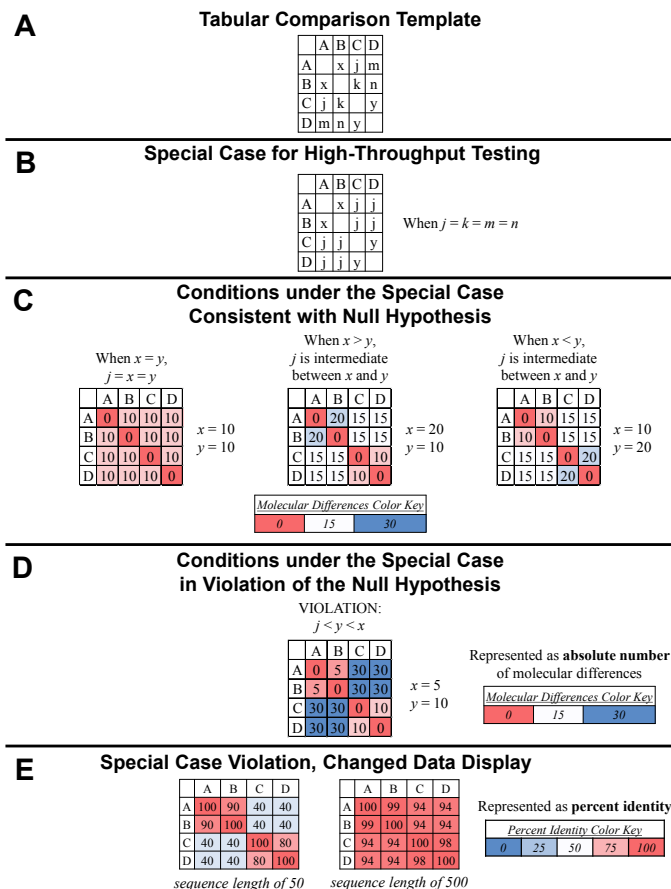 A
Tabular Comparison Template
A B C D
A x j m
B x k n
C j k y
D m n y
B
Special Case for High-Throughput Testing
A B C D
A x j j
B x j j
C j j y
D j j y
When j = k = m = n
C
Conditions under the Special Case
Consistent with Null Hypothesis
When x = y,
j = x = y
A B C D
A 0 10 10 10
B 10 0 10 10
C 10 10 0 10
D 10 10 10 0
x = 10
y = 10
When x > y,
j is intermediate
between x and y
A B C D
A 0 20 15 15
B 20 0 15 15
C 15 15 0 10
D 15 15 10 0
x = 20
y = 10
When x < y,
j is intermediate
between x and y
A B C D
A 0 10 15 15
B 10 0 15 15
C 15 15 0 20
D 15 15 20 0
x = 10
y = 20
Molecular Differences Color Key
0 15 30
D
Conditions under the Special Case
in Violation of the Null Hypothesis
VIOLATION:
j < y < x
A B C D
A 0 5 30 30
B 5 0 30 30
C 30 30 0 10
D 30 30 10 0
x = 5
y = 10
Represented as absolute number
of molecular differences
Molecular Differences Color Key
0 15 30
E
Special Case Violation, Changed Data Display
A B C D
A 100 90 40 40
B 90 100 40 40
C 40 40 100 80
D 40 40 80 100
sequence length of 50
A B C D
A 100 99 94 94
B 99 100 94 94
C 94 94 100 98
D 94 94 98 100
sequence length of 500
Represented as percent identity
Percent Identity Color Key
0 25 50 75 100